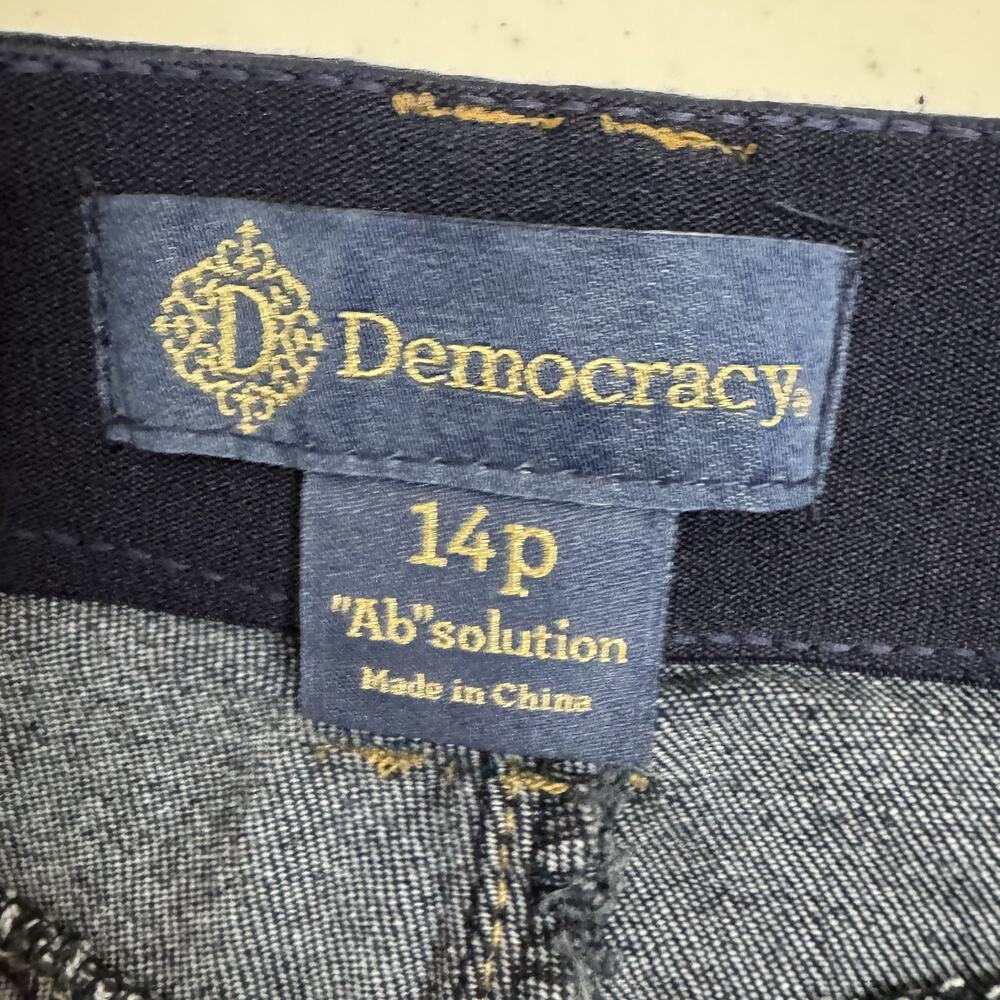 D Democracy®
14p
"Ab"solution
Made in China